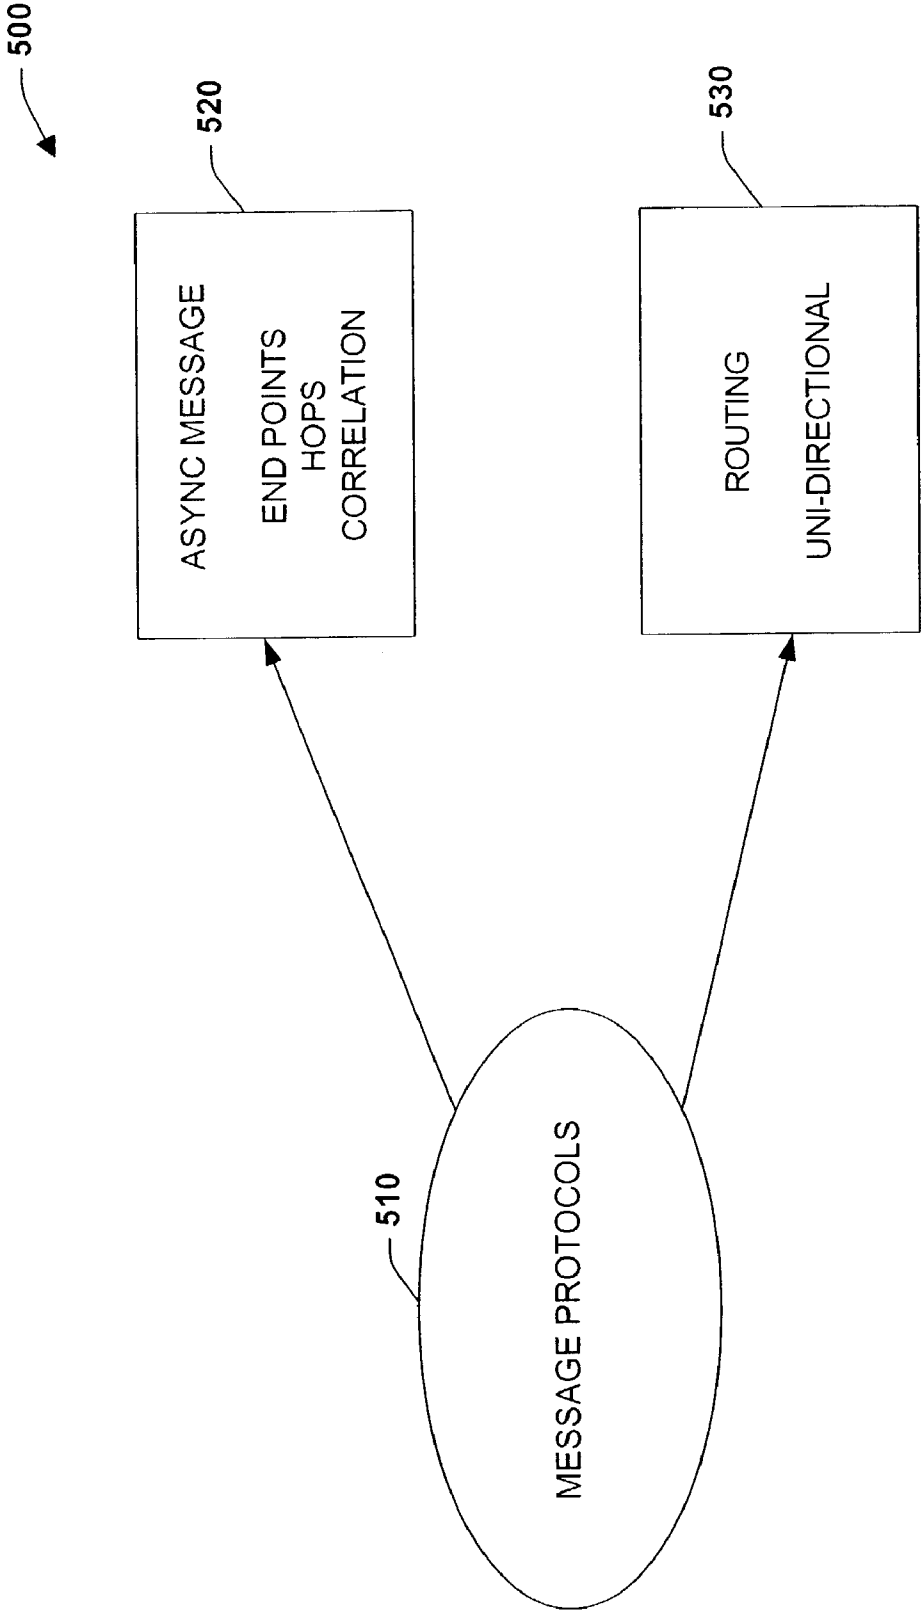 500
520
ASYNC MESSAGE
END POINTS
HOPS
CORRELATION
510
MESSAGE PROTOCOLS
530
ROUTING
UNI-DIRECTIONAL